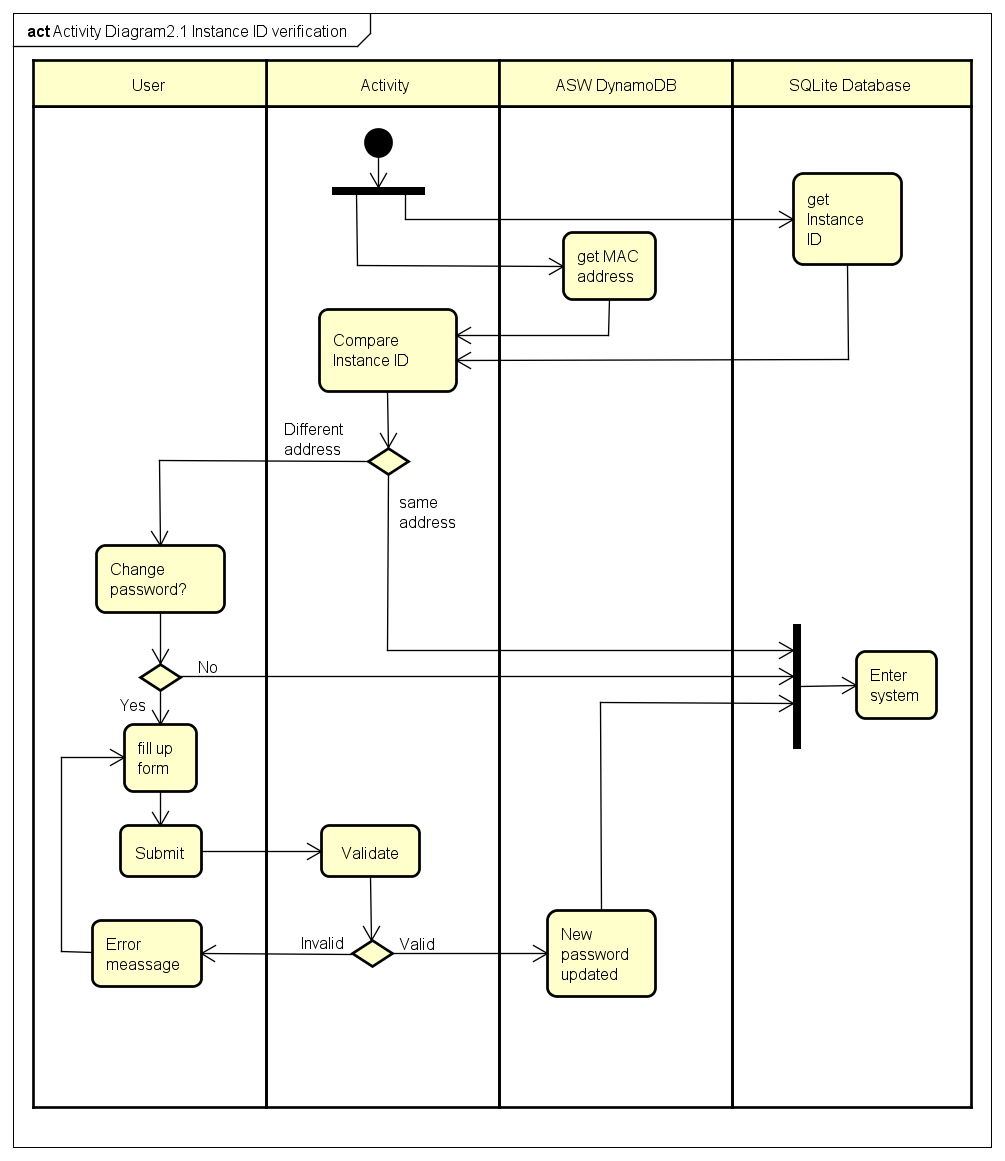 act Activity Diagram2.1 Instance ID verification
User
Activity
ASW DynamoDB
SQLite Database
get
Instance
ID
get MAC
address
Compare
Instance ID
Different
address
same
address
Change
password?
No
Yes
Enter
system
fill up
form
Submit
Validate
Error
meassage
Invalid
Valid
New
password
updated